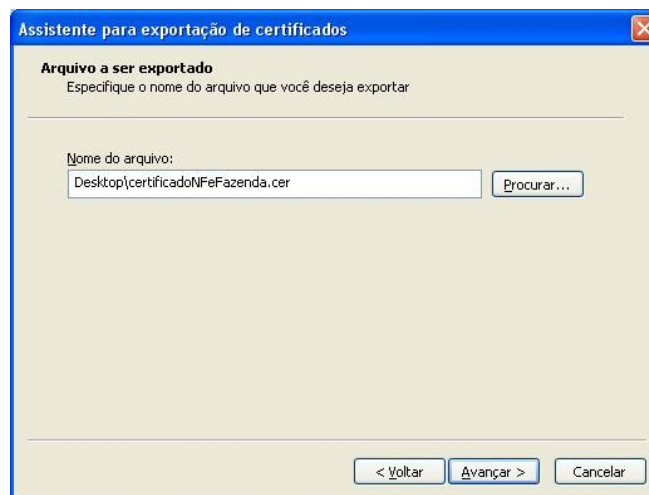 Assistente para exportação de certificados
Arquivo a ser exportado
Especifique o nome do arquivo que você deseja exportar
Nome do arquivo:
Desktop\certificadoNFeFazenda.cer
Procurar...
< Voltar
Avançar >
Cancelar